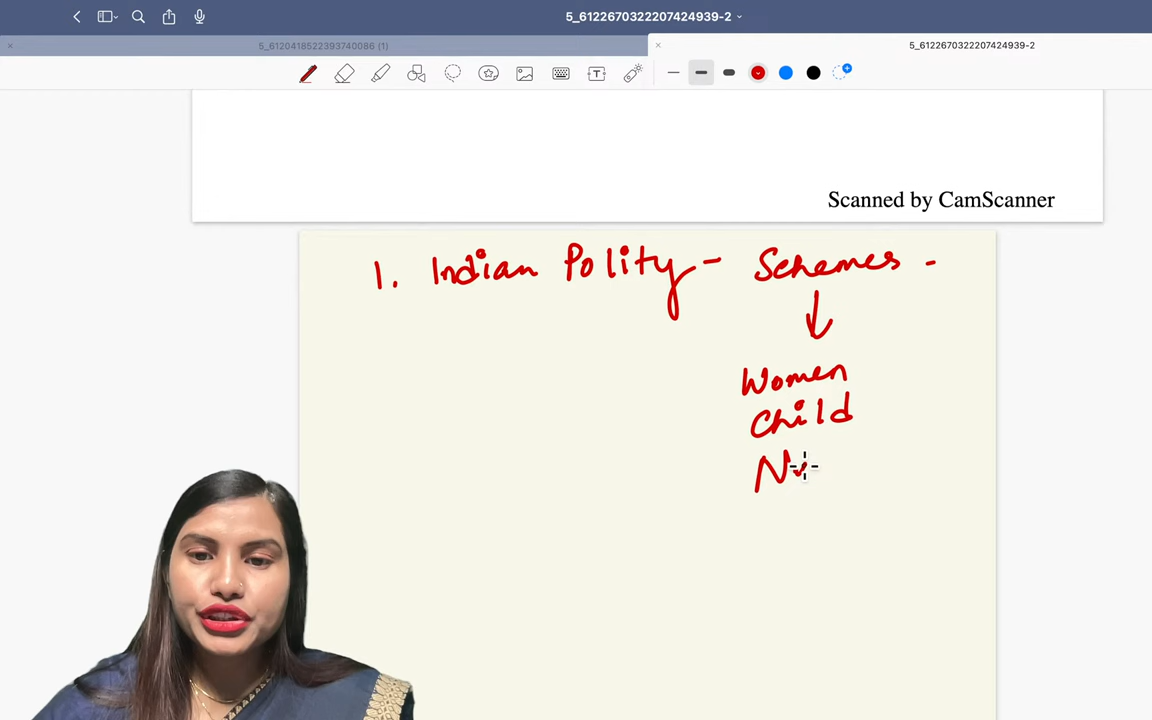 5_6122670322207424939-2
5_6120418522393740086 (1)
5_6122670322207424939-2
Scanned by CamScanner
1. Indian Polity - Schemes -
Women
Child